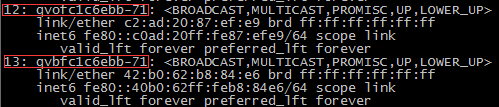 12: qvofc1c6ebb-71: <BROADCAST,MULTICAST,PROMISC,UP,LOWER_UP>
link/ether c2:ad:20:87:ef:e9 brd ff:ff:ff:ff:ff:ff
inet6 fe80::c0ad:20ff:fe87:efe9/64 scope link
valid_lft forever preferred_lft forever
13: qvbfc1c6ebb-71: <BROADCAST,MULTICAST,PROMISC,UP,LOWER_UP>
link/ether 42:b0:62:b8:84:e6 brd ff:ff:ff:ff:ff:ff
inet6 fe80::40b0:62ff:feb8:84e6/64 scope link
valid_lft forever preferred_lft forever